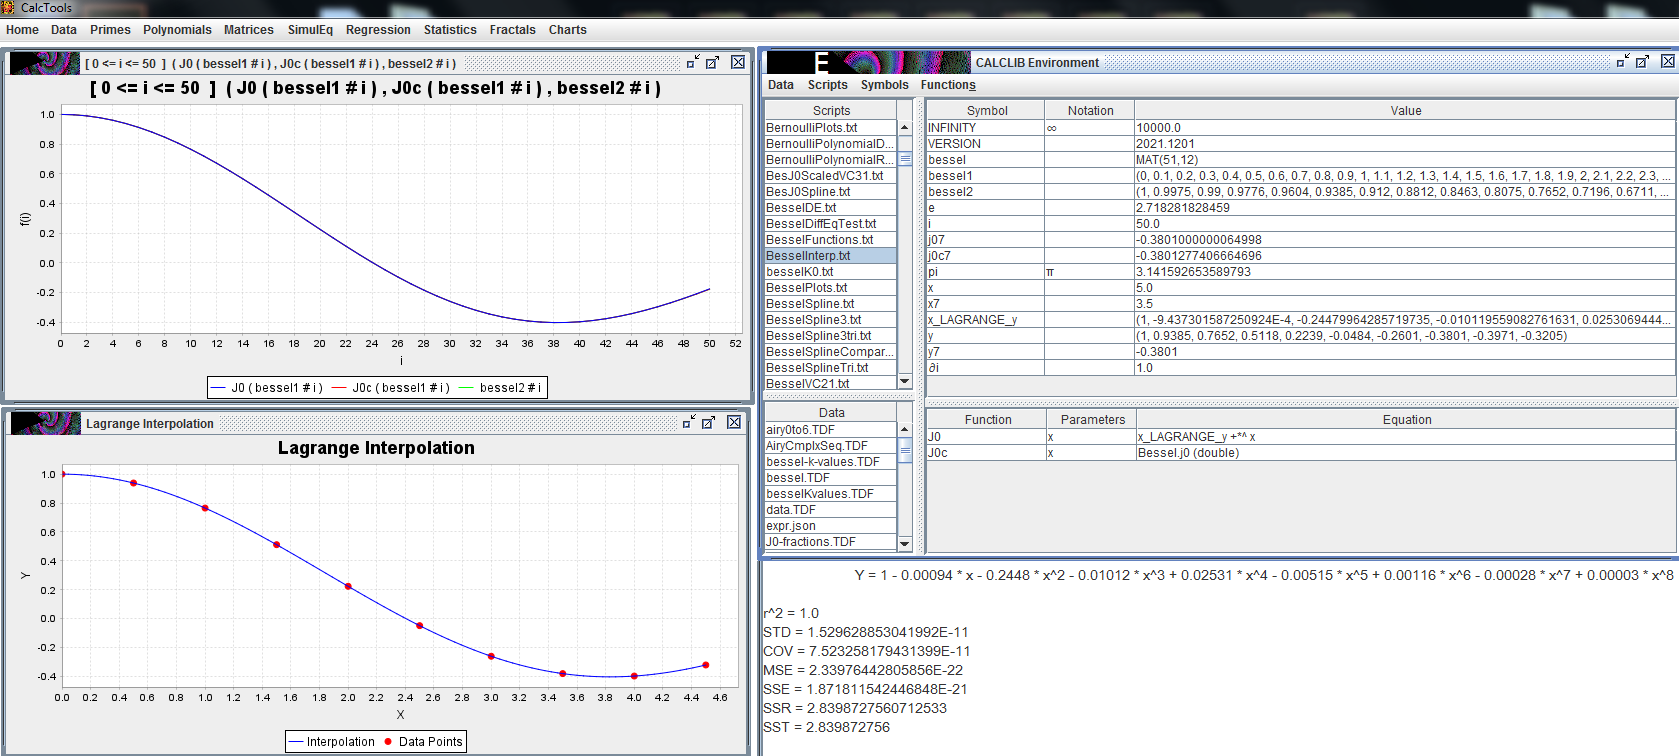 CalcTools
Home Data Primes Polynomials Matrices SimulEq Regression Statistics Fractals Charts
[ 0 <= i <= 50 ] ( J0 ( bessel1 # i ) , J0c ( bessel1 # i ) , bessel2 # i )
[ 0 <= i <= 50 ] ( J0 ( bessel1 # i ) , J0c ( bessel1 # i ) , bessel2 # i )
1.0
0.8
0.6
0.4
0.2
0.0
-0.2
-0.4
f(i)
0 2 4 6 8 10 12 14 16 18 20 22 24 26 28 30 32 34 36 38 40 42 44 46 48 50 52
i
J0 ( bessel1 # i ) J0c ( bessel1 # i ) bessel2 # i
Lagrange Interpolation
Lagrange Interpolation
1.0
0.8
0.6
0.4
0.2
0.0
-0.2
-0.4
Y
0.0 0.2 0.4 0.6 0.8 1.0 1.2 1.4 1.6 1.8 2.0 2.2 2.4 2.6 2.8 3.0 3.2 3.4 3.6 3.8 4.0 4.2 4.4 4.6
X
Interpolation Data Points
E CALCLIB Environment
Data Scripts Symbols Functions
Scripts
BernoulliPlots.txt
BernoulliPolynomialD...
BernoulliPolynomialR...
BesJ0ScaledVC31.txt
BesJ0Spline.txt
BesselDE.txt
BesselDiffEqTest.txt
BesselFunctions.txt
BesselInterp.txt
besselK0.txt
BesselPlots.txt
BesselSpline.txt
BesselSpline3.txt
BesselSpline3tri.txt
BesselSplineCompar...
BesselSplineTri.txt
BesselVC21.txt
Data
airy0to6.TDF
AiryCmplxSeq.TDF
bessel-k-values.TDF
bessel.TDF
besselKvalues.TDF
data.TDF
expr.json
J0-fractions.TDF
Symbol Notation Value
INFINITY ∞ 10000.0
VERSION 2021.1201
bessel MAT(51,12)
bessel1 (0, 0.1, 0.2, 0.3, 0.4, 0.5, 0.6, 0.7, 0.8, 0.9, 1, 1.1, 1.2, 1.3, 1.4, 1.5, 1.6, 1.7, 1.8, 1.9, 2, 2.1, 2.2, 2.3, ...
bessel2 (1, 0.9975, 0.99, 0.9776, 0.9604, 0.9385, 0.912, 0.8812, 0.8463, 0.8075, 0.7652, 0.7196, 0.6711, ...
e 2.718281828459
i 50.0
j07 -0.3801000000064998
j0c7 -0.3801277406664696
pi π 3.141592653589793
x 5.0
x7 3.5
x_LAGRANGE_y (1, -9.437301587250924E-4, -0.24479964285719735, -0.010119559082761631, 0.0253069444...
y (1, 0.9385, 0.7652, 0.5118, 0.2239, -0.0484, -0.2601, -0.3801, -0.3971, -0.3205)
y7 -0.3801
∂i 1.0
Function Parameters Equation
J0 x x_LAGRANGE_y +*^ x
J0c x Bessel.j0 (double)
Y = 1 - 0.00094 * x - 0.2448 * x^2 - 0.01012 * x^3 + 0.02531 * x^4 - 0.00515 * x^5 + 0.00116 * x^6 - 0.00028 * x^7 + 0.00003 * x^8
r^2 = 1.0
STD = 1.529628853041992E-11
COV = 7.523258179431399E-11
MSE = 2.33976442805856E-22
SSE = 1.871811542446848E-21
SSR = 2.8398727560712533
SST = 2.839872756